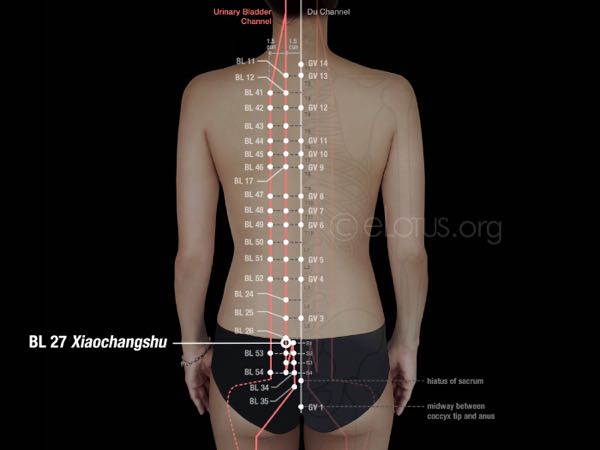 Urinary Bladder
Channel
Du Channel
1.5
cun
1.5
cun
BL 11
GV 14
GV 13
BL 12
BL 41
BL 42
GV 12
BL 43
BL 44
GV 11
BL 45
GV 10
BL 46
GV 9
BL 17
BL 47
GV 8
BL 48
GV 7
BL 49
GV 6
© eLOTUS.org
BL 50
BL 51
GV 5
BL 52
GV 4
BL 24
BL 25
GV 3
BL 26
BL 27 Xiaochangshu
S1
BL 53
S2
S3
BL 54
S4
hiatus of sacrum
BL 34
BL 35
GV 1
midway between
coccyx tip and anus